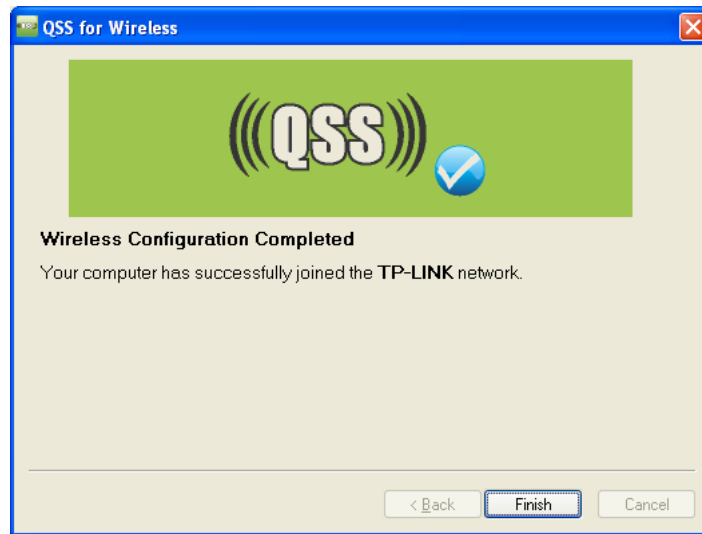 QSS for Wireless
(((QSS)))
Wireless Configuration Completed
Your computer has successfully joined the TP-LINK network.
< Back Finish Cancel